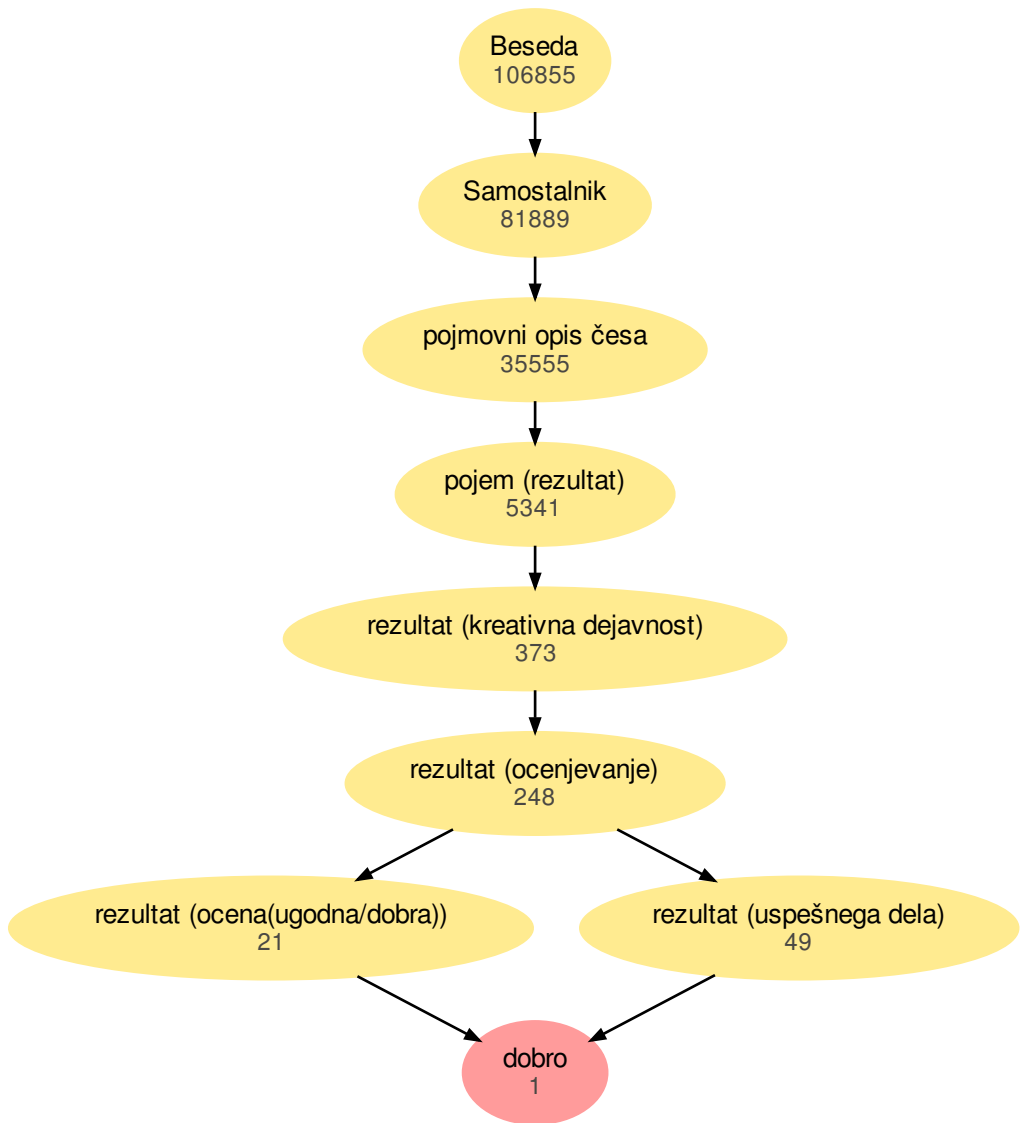 Beseda
106855
Samostalnik
81889
pojmovni opis česa
35555
pojem (rezultat)
5341
rezultat (kreativna dejavnost)
373
rezultat (ocenjevanje)
248
rezultat (ocena(ugodna/dobra))
21
rezultat (uspešnega dela)
49
dobro
1